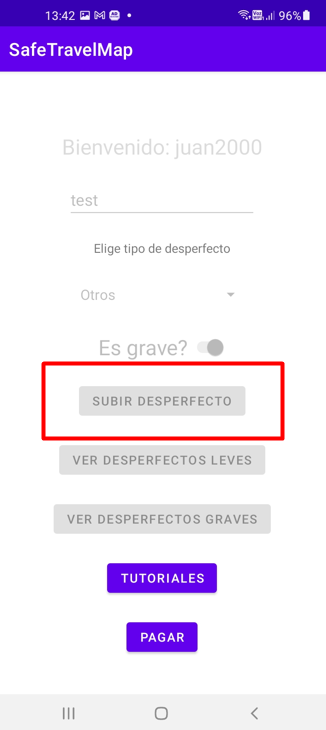 13:42 96%
SafeTravelMap
Bienvenido: juan2000
test
Elige tipo de desperfecto
Otros
Es grave?
SUBIR DESPERFECTO
VER DESPERFECTOS LEVES
VER DESPERFECTOS GRAVES
TUTORIALES
PAGAR